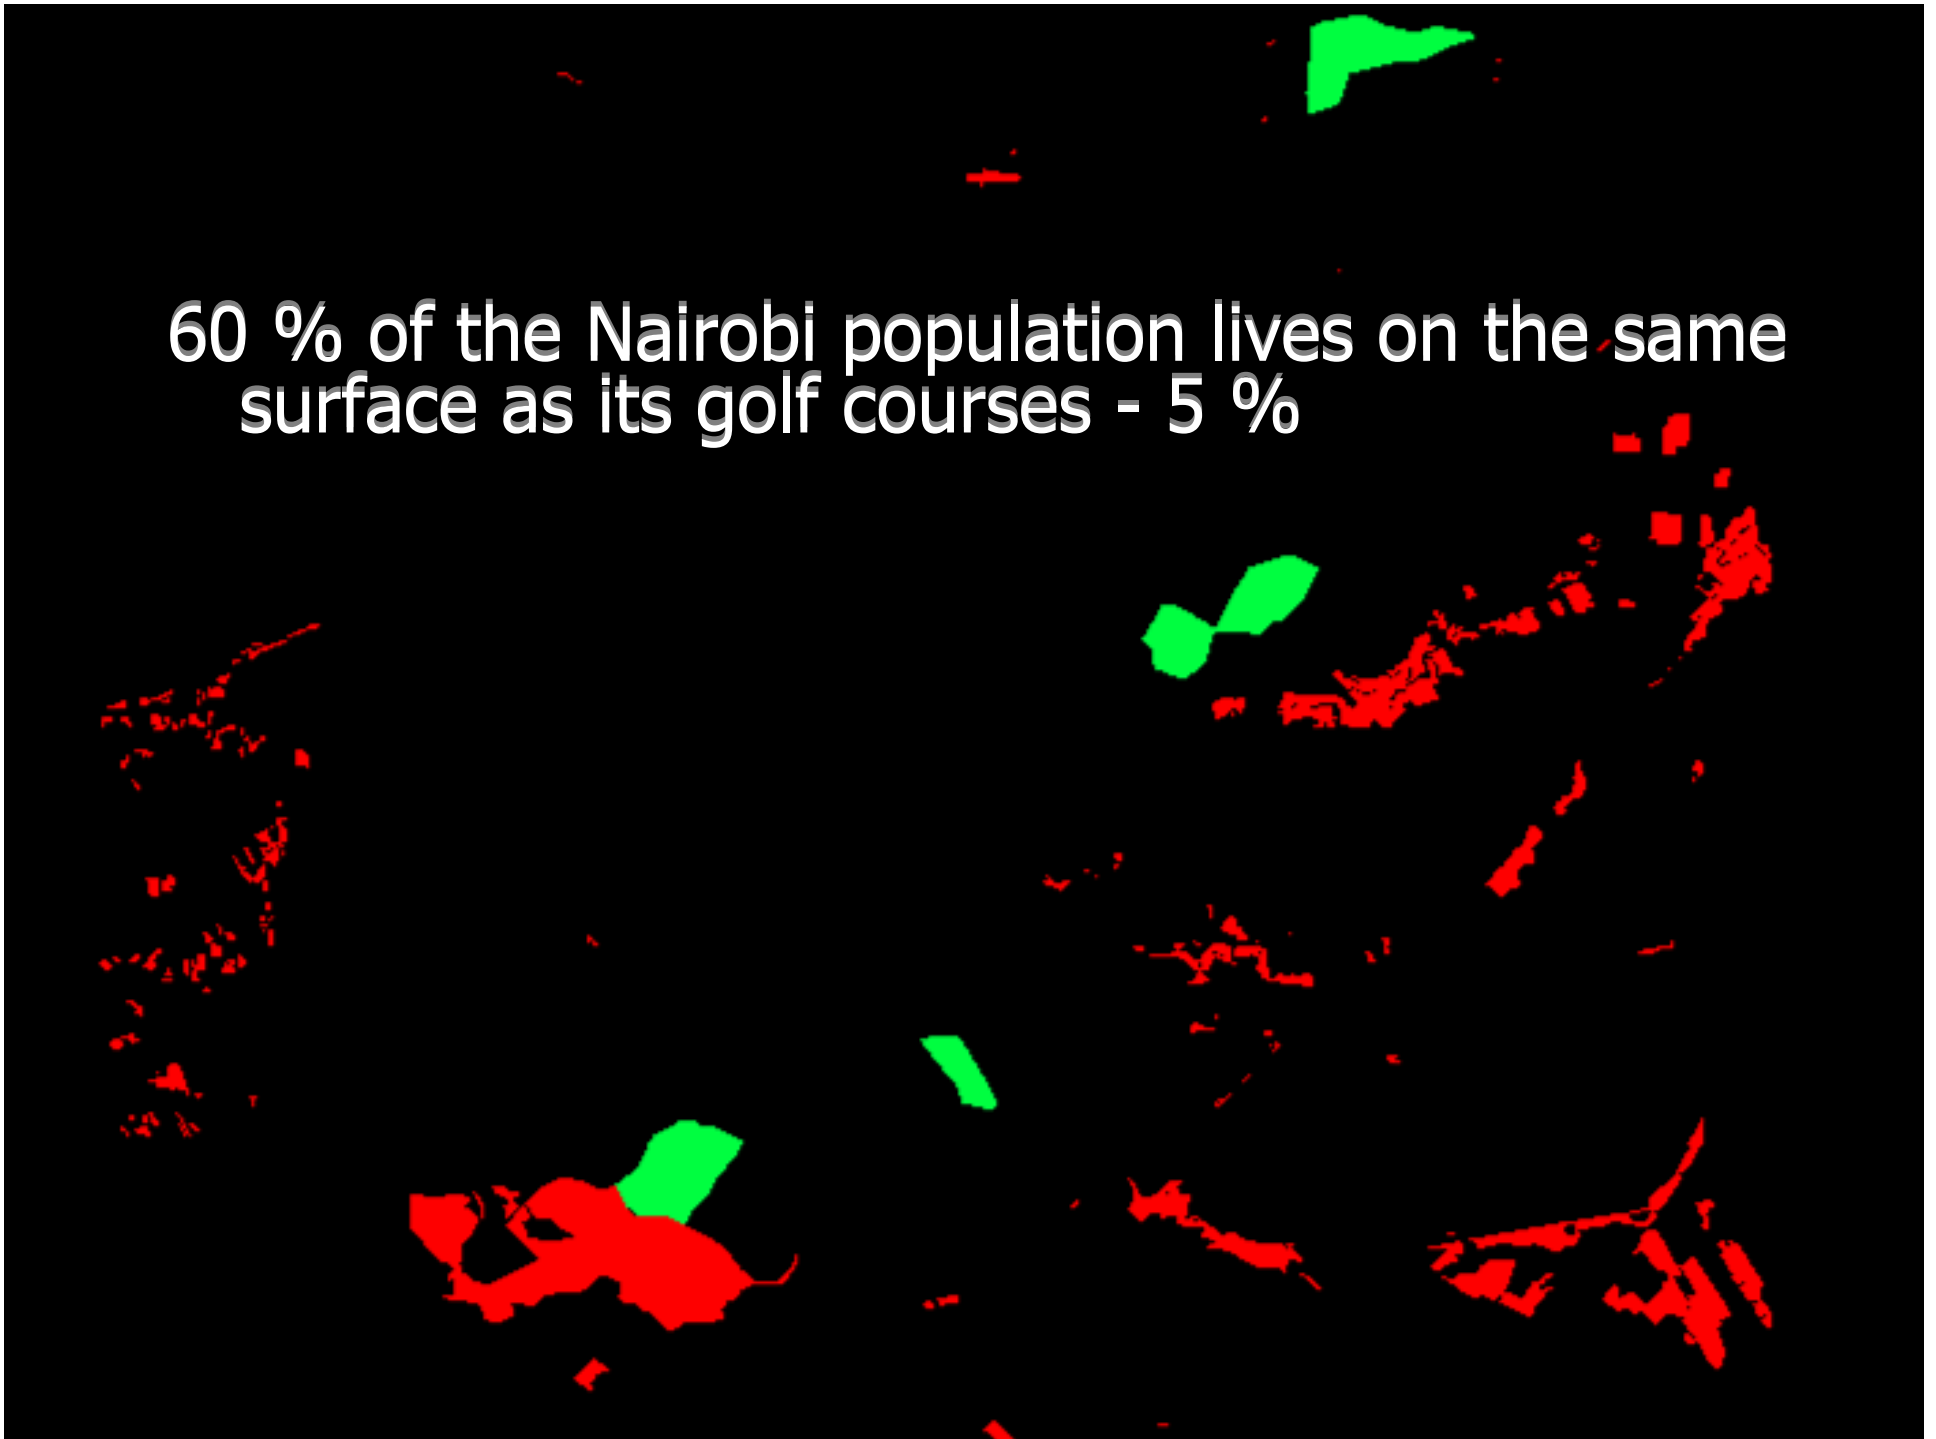 60 % of the Nairobi population lives on the same
surface as its golf courses - 5 %